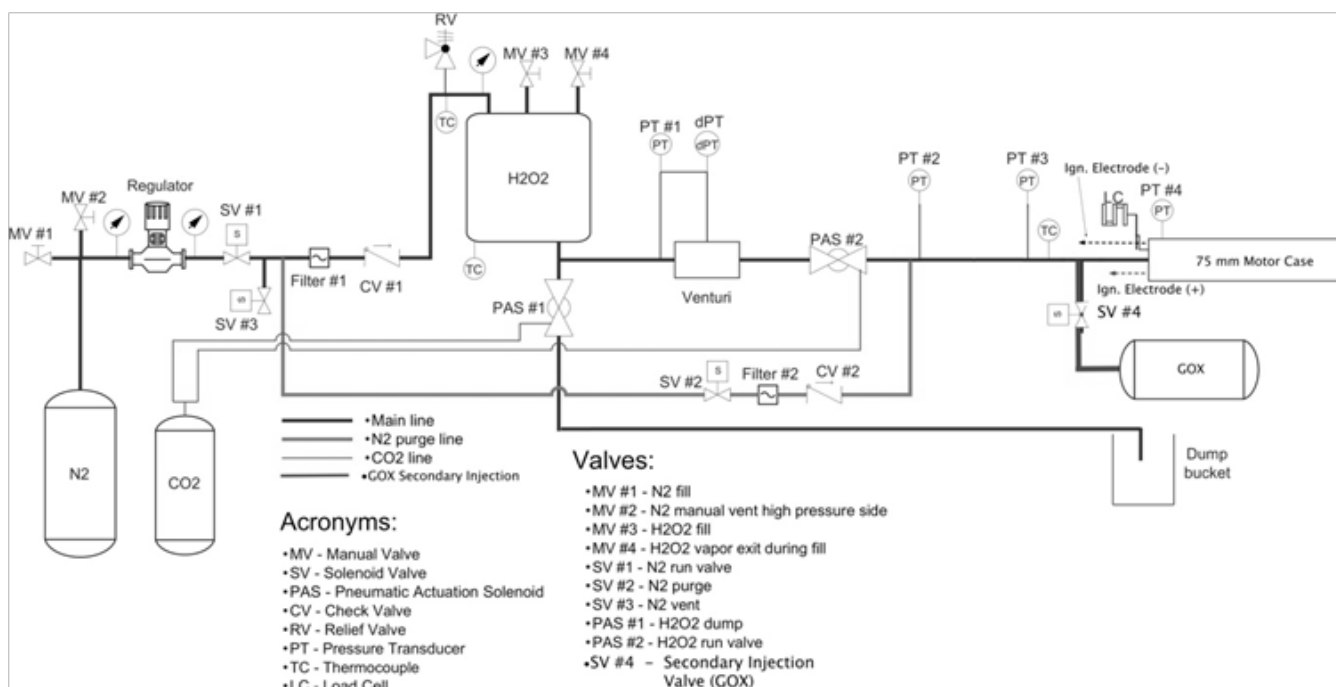 RV
MV #3
MV #4
TC
PT #1
PT
dPT
dPT
H2O2
PT #2
PT
PT #3
PT
Ign. Electrode (-)
LC
PT #4
PT
TC
75 mm Motor Case
Ign. Electrode (+)
MV #1
MV #2
Regulator
SV #1
S
Filter #1
CV #1
S
SV #3
TC
PAS #1
Venturi
PAS #2
S
SV #4
GOX
SV #2
S
Filter #2
CV #2
N2
CO2
Dump
bucket
•Main line
•N2 purge line
•CO2 line
•GOX Secondary Injection
Acronyms:
•MV - Manual Valve
•SV - Solenoid Valve
•PAS - Pneumatic Actuation Solenoid
•CV - Check Valve
•RV - Relief Valve
•PT - Pressure Transducer
•TC - Thermocouple
•LC - Load Cell
Valves:
•MV #1 - N2 fill
•MV #2 - N2 manual vent high pressure side
•MV #3 - H2O2 fill
•MV #4 - H2O2 vapor exit during fill
•SV #1 - N2 run valve
•SV #2 - N2 purge
•SV #3 - N2 vent
•PAS #1 - H2O2 dump
•PAS #2 - H2O2 run valve
•SV #4 – Secondary Injection
Valve (GOX)